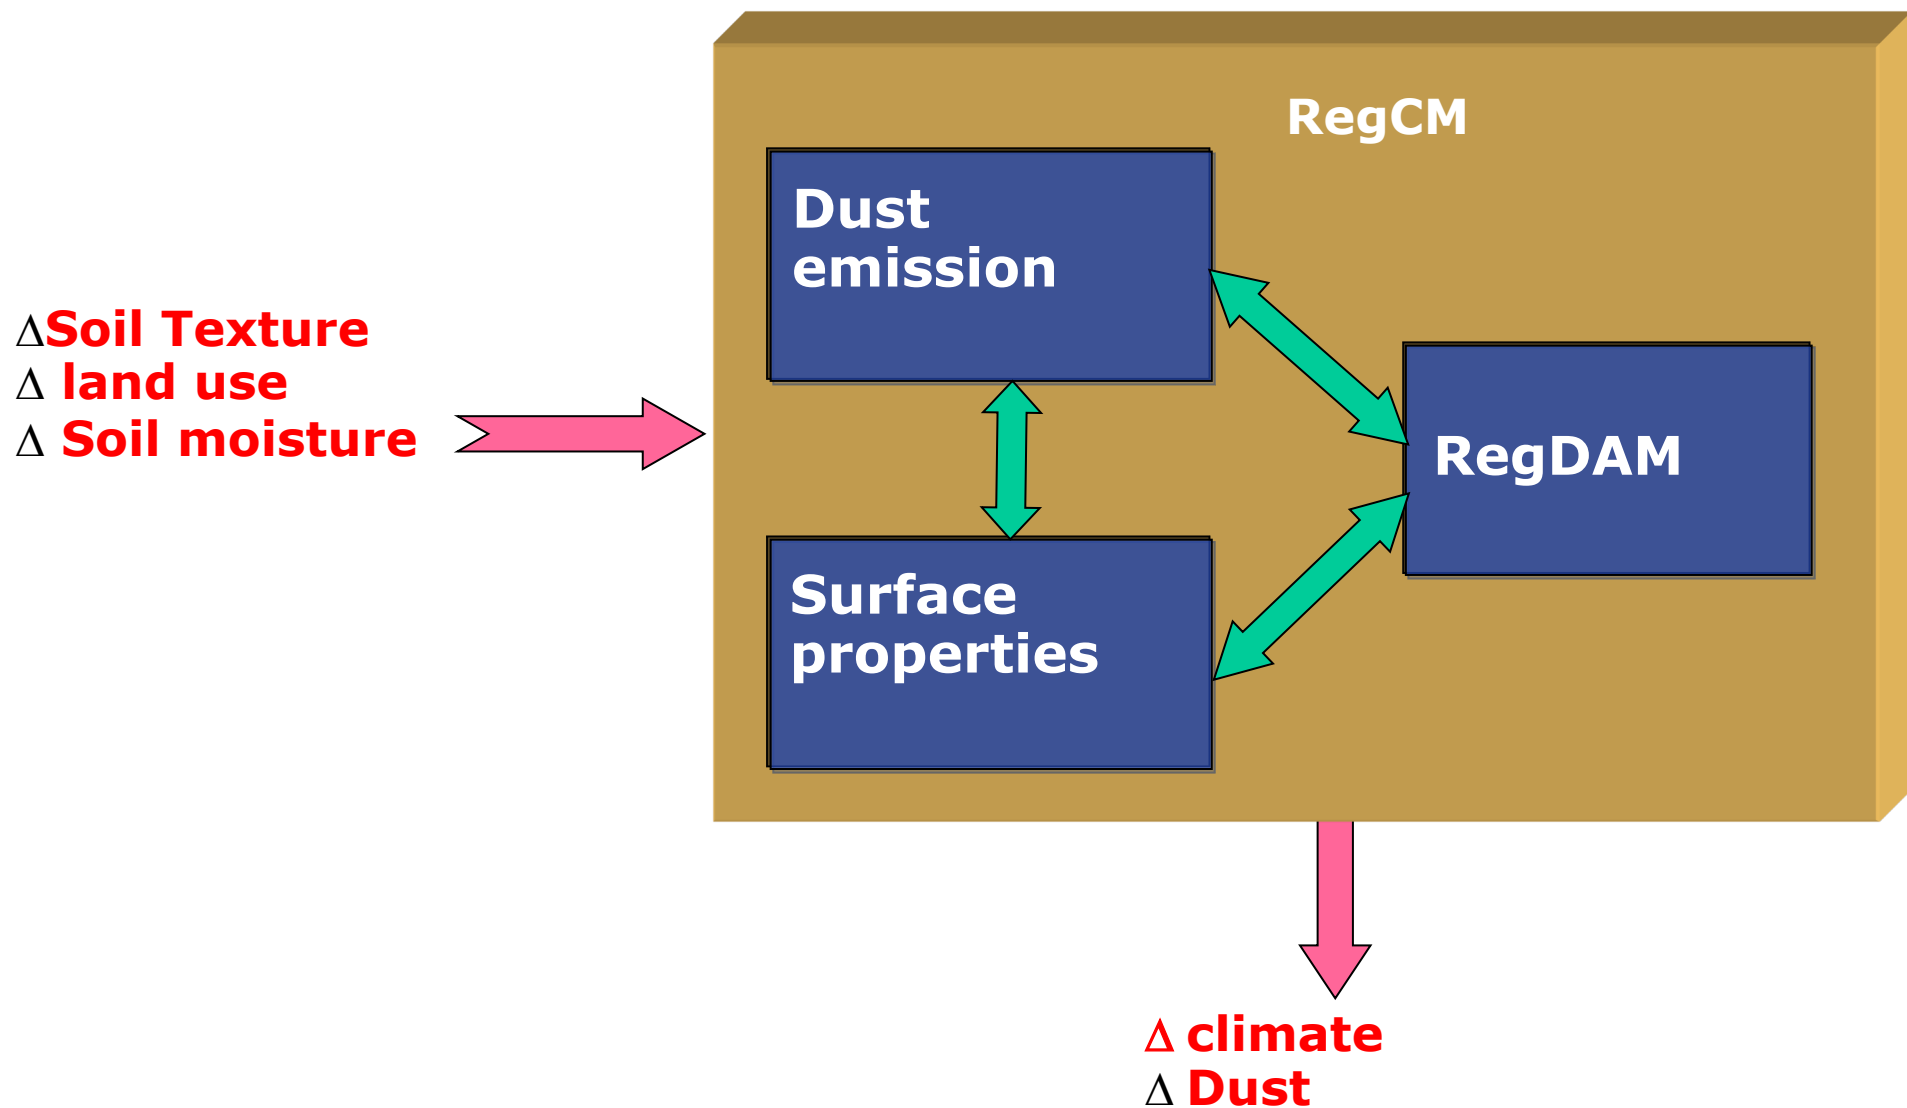 RegCM
Dust
emission
ΔSoil Texture
Δ land use
Δ Soil moisture
RegDAM
Surface
properties
Δ climate
Δ Dust